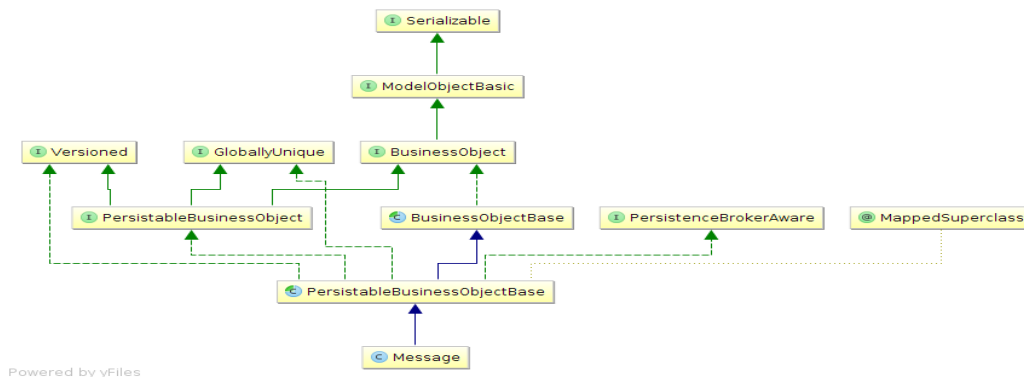 I Serializable
I ModelObjectBasic
I Versioned
I GloballyUnique
I BusinessObject
I PersistableBusinessObject
C BusinessObjectBase
I PersistenceBrokerAware
@ MappedSuperclass
C PersistableBusinessObjectBase
C Message
Powered by yFiles